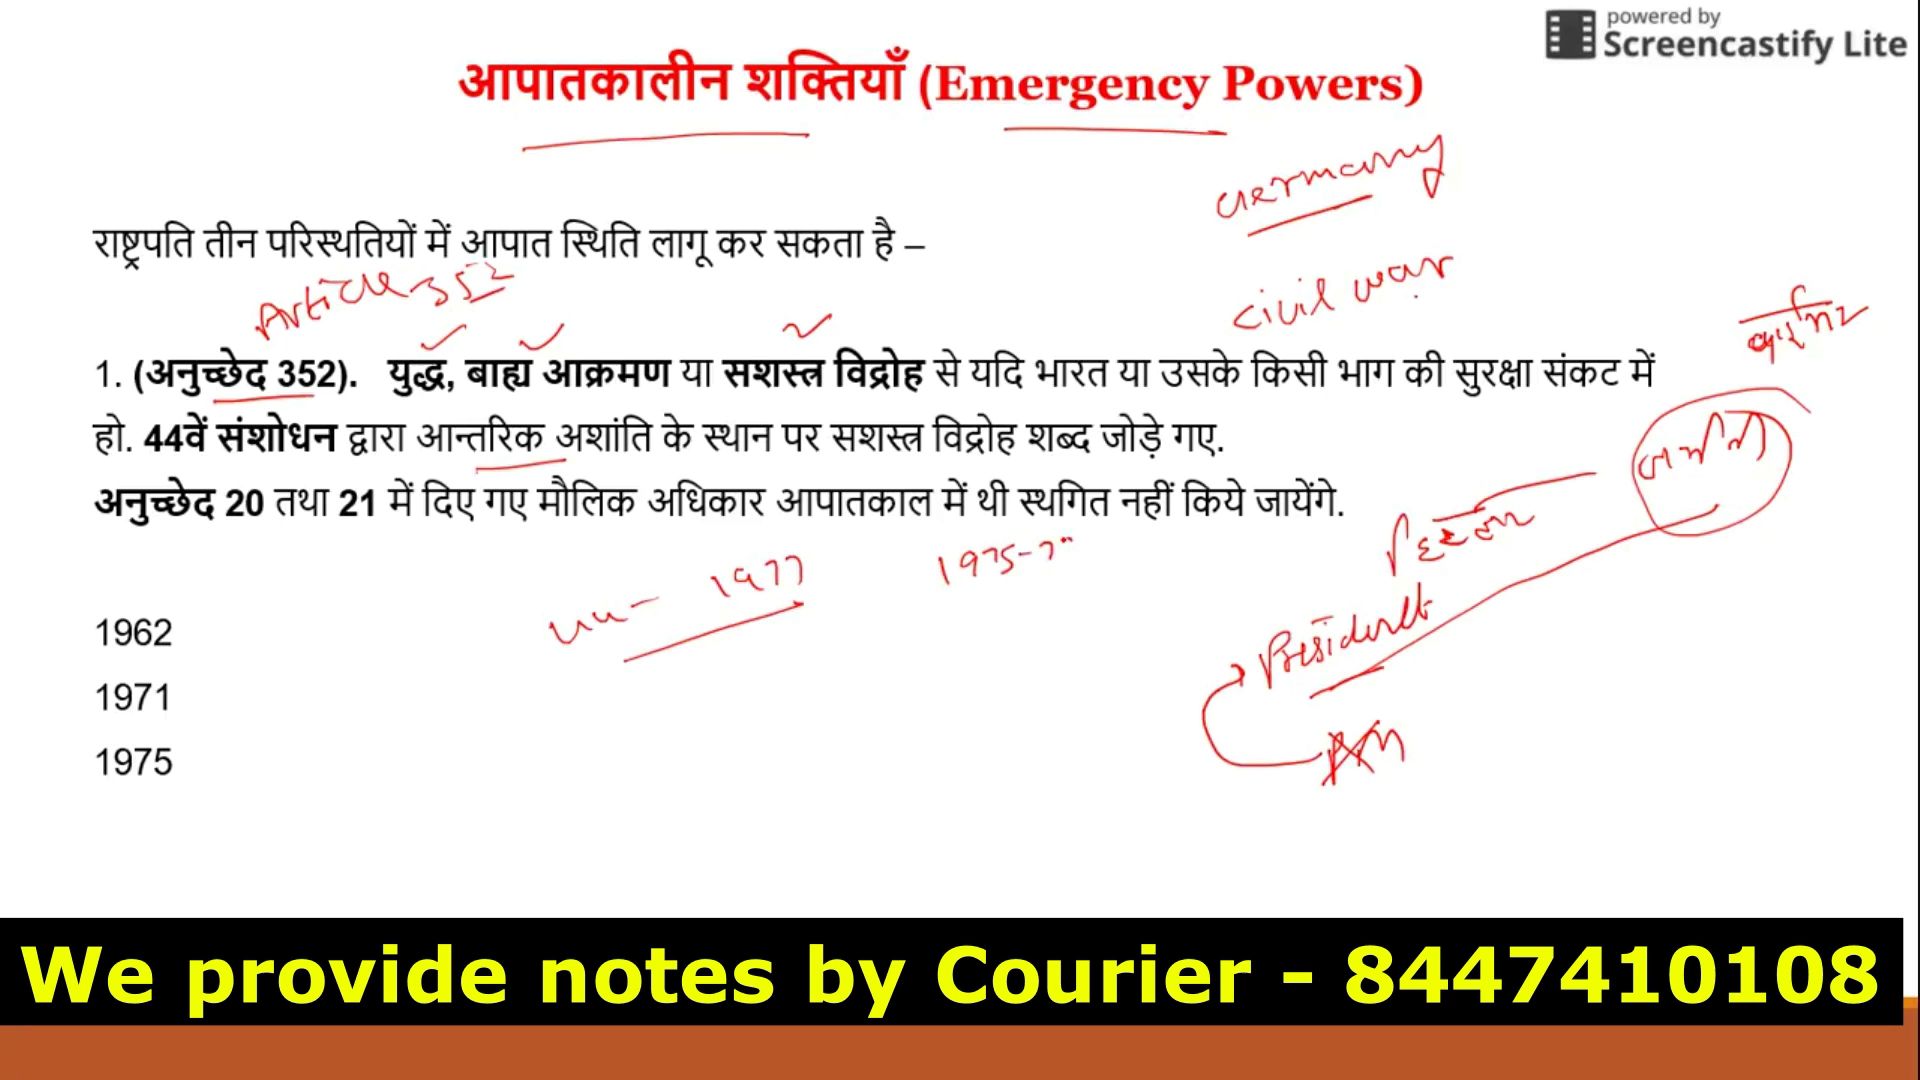 powered by
Screencastify Lite
आपातकालीन शक्तियाँ (Emergency Powers)
Germany
राष्ट्रपति तीन परिस्थतियों में आपात स्थिति लागू कर सकता है –
Article 352
civil war
1. (अनुच्छेद 352). युद्ध, बाह्य आक्रमण या सशस्त्र विद्रोह से यदि भारत या उसके किसी भाग की सुरक्षा संकट में
हो. 44वें संशोधन द्वारा आन्तरिक अशांति के स्थान पर सशस्त्र विद्रोह शब्द जोड़े गए.
अनुच्छेद 20 तथा 21 में दिए गए मौलिक अधिकार आपातकाल में थी स्थगित नहीं किये जायेंगे.
44 - 1977
President
1962
1971
1975
We provide notes by Courier - 8447410108